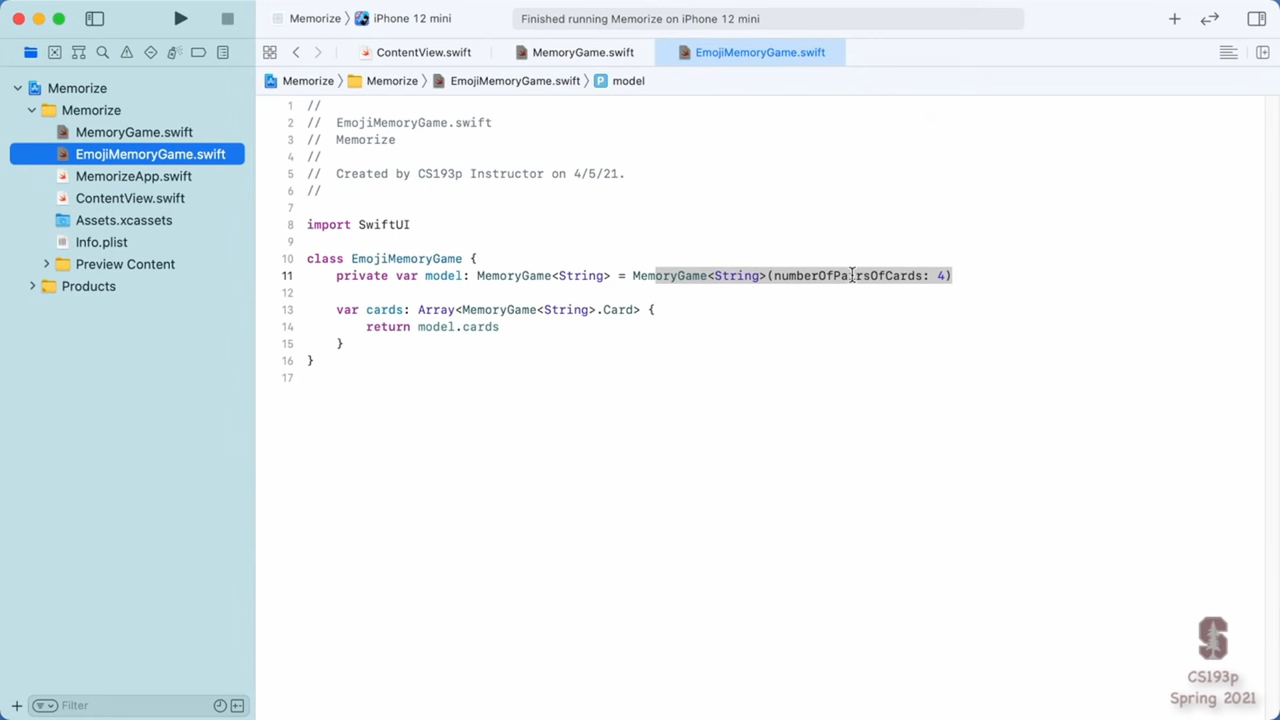 Memorize iPhone 12 mini
Finished running Memorize on iPhone 12 mini
ContentView.swift MemoryGame.swift EmojiMemoryGame.swift
Memorize Memorize EmojiMemoryGame.swift P model
Memorize
Memorize
MemoryGame.swift
EmojiMemoryGame.swift
MemorizeApp.swift
ContentView.swift
Assets.xcassets
Info.plist
Preview Content
Products
Filter
1 //
2 //  EmojiMemoryGame.swift
3 //  Memorize
4 //
5 //  Created by CS193p Instructor on 4/5/21.
6 //
7
8 import SwiftUI
9
10 class EmojiMemoryGame {
11     private var model: MemoryGame<String> = MemoryGame<String>(numberOfPairsOfCards: 4)
12
13     var cards: Array<MemoryGame<String>.Card> {
14         return model.cards
15     }
16 }
17
S
CS193p
Spring 2021